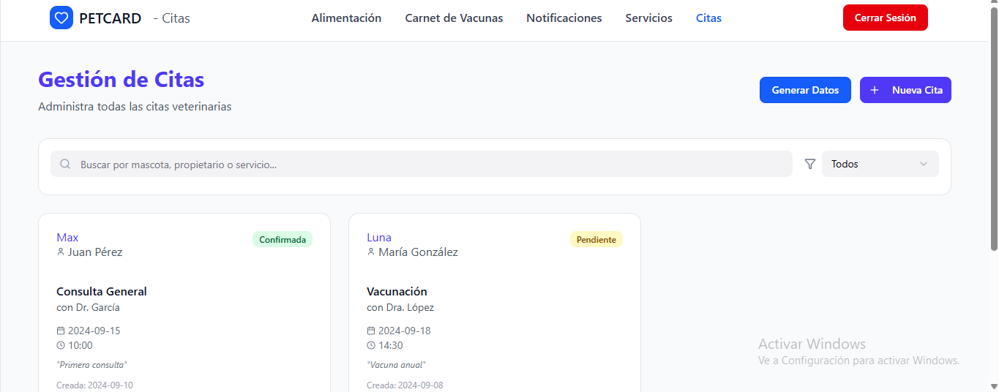 PETCARD - Citas Alimentación Carnet de Vacunas Notificaciones Servicios Citas Cerrar Sesión
Gestión de Citas
Administra todas las citas veterinarias
Generar Datos + Nueva Cita
Buscar por mascota, propietario o servicio... Todos
Max Confirmada
Juan Pérez
Consulta General
con Dr. García
2024-09-15
10:00
"Primera consulta"
Creada: 2024-09-10
Luna Pendiente
María González
Vacunación
con Dra. López
2024-09-18
14:30
"Vacuna anual"
Creada: 2024-09-08
Activar Windows
Ve a Configuración para activar Windows.